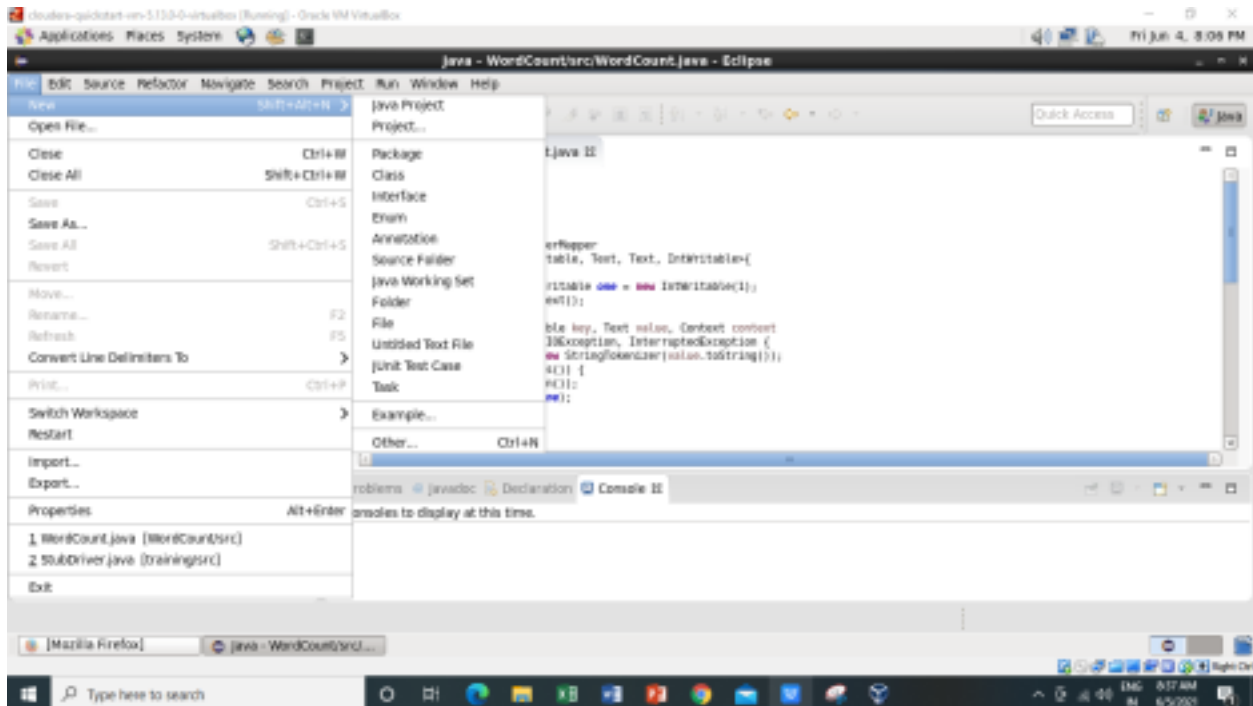 cloudera-quickstart-vm-5.13.0-0-virtualbox [Running] - Oracle VM VirtualBox
Applications Places System
Fri Jun 4, 8:06 PM
Java - WordCount/src/WordCount.java - Eclipse
File Edit Source Refactor Navigate Search Project Run Window Help
New Shift+Alt+N
Open File...
Close Ctrl+W
Close All Shift+Ctrl+W
Save Ctrl+S
Save As...
Save All Shift+Ctrl+S
Revert
Move...
Rename... F2
Refresh F5
Convert Line Delimiters To
Print... Ctrl+P
Switch Workspace
Restart
Import...
Export...
Properties Alt+Enter
1 WordCount.java [WordCount/src]
2 StubDriver.java [training/src]
Exit
Java Project
Project...
Package
Class
Interface
Enum
Annotation
Source Folder
Java Working Set
Folder
File
Untitled Text File
JUnit Test Case
Task
Example...
Other... Ctrl+N
Quick Access
Java
t.java
erMapper
table, Text, Text, IntWritable>{
ritable one = new IntWritable(1);
ext();
ble key, Text value, Context context
IOException, InterruptedException {
ew StringTokenizer(value.toString());
s()) {
n());
ne);
roblems Javadoc Declaration Console
onsoles to display at this time.
[Mozilla Firefox] Java - WordCount/src/...
Right Ctrl
Type here to search
ENG 8:37 AM
IN 6/5/2021